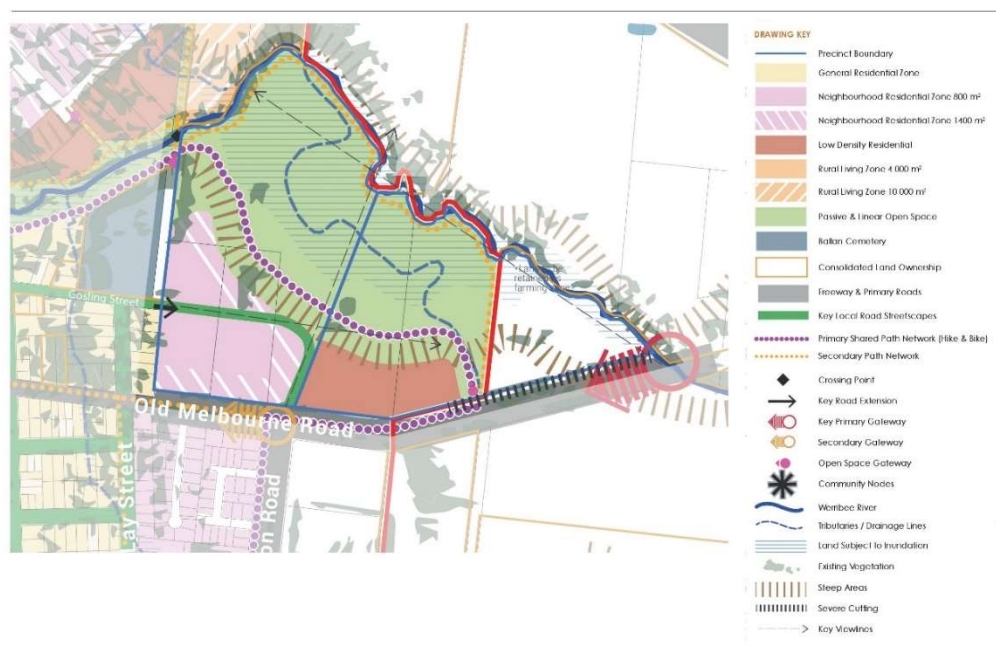 DRAWING KEY
Precinct Boundary
General Residential Zone
Neighbourhood Residential Zone 800 m²
Neighbourhood Residential Zone 1400 m²
Low Density Residential
Rural Living Zone 4 000 m²
Rural Living Zone 10 000 m²
Passive & Linear Open Space
Ballan Cemetery
Consolidated Land Ownership
Freeway & Primary Roads
Key Local Road Streetscapes
Primary Shared Path Network (Hike & Bike)
Secondary Path Network
Crossing Point
Key Road Extension
Key Primary Gateway
Secondary Gateway
Open Space Gateway
Community Nodes
Werribee River
Tributaries / Drainage Lines
Land Subject to Inundation
Existing Vegetation
Steep Areas
Severe Cutting
Key Viewlines
retained
farming
Gosling Street
Old Melbourne Road
Lay Street
on Road